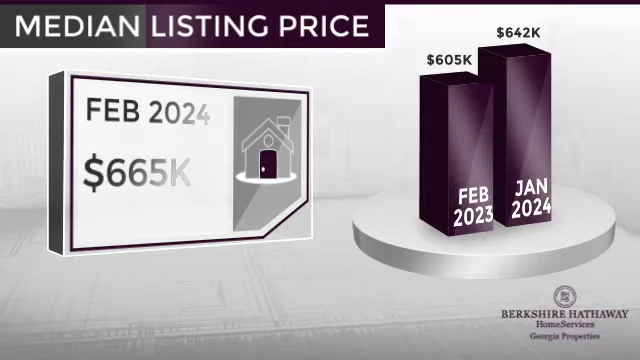 MEDIAN LISTING PRICE
FEB 2024
$665K
$605K
$642K
FEB
2023
JAN
2024
BERKSHIRE HATHAWAY
HomeServices
Georgia Properties